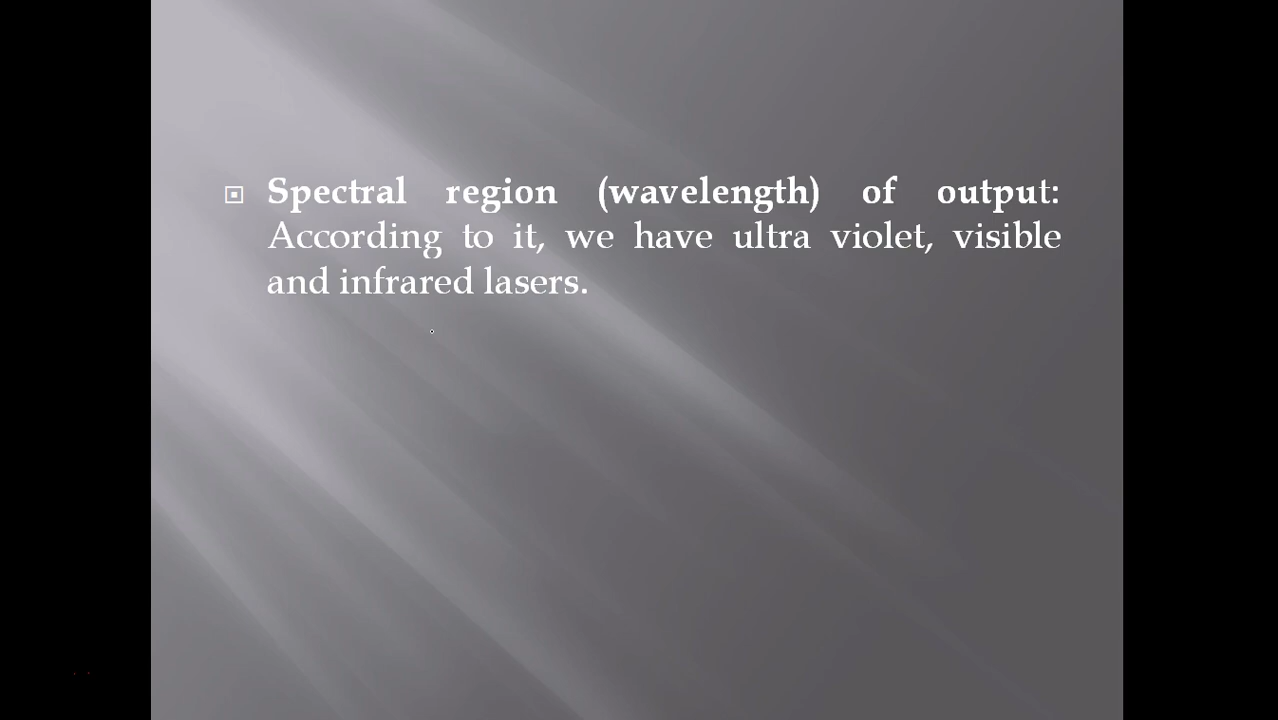 Spectral region (wavelength) of output:
According to it, we have ultra violet, visible
and infrared lasers.